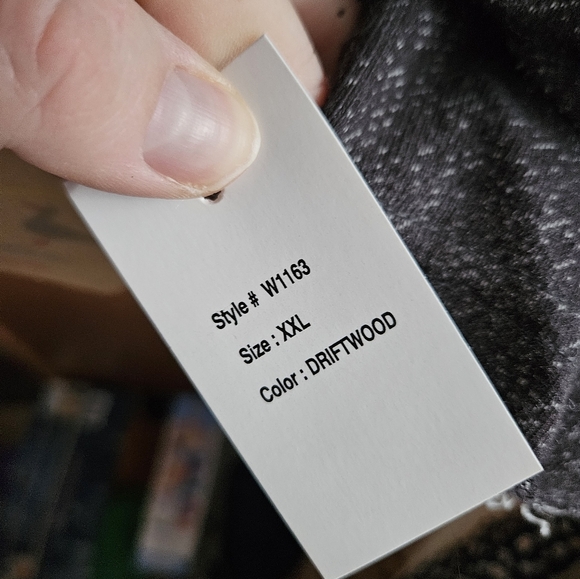 Style # W1163
Size : XXL
Color : DRIFTWOOD